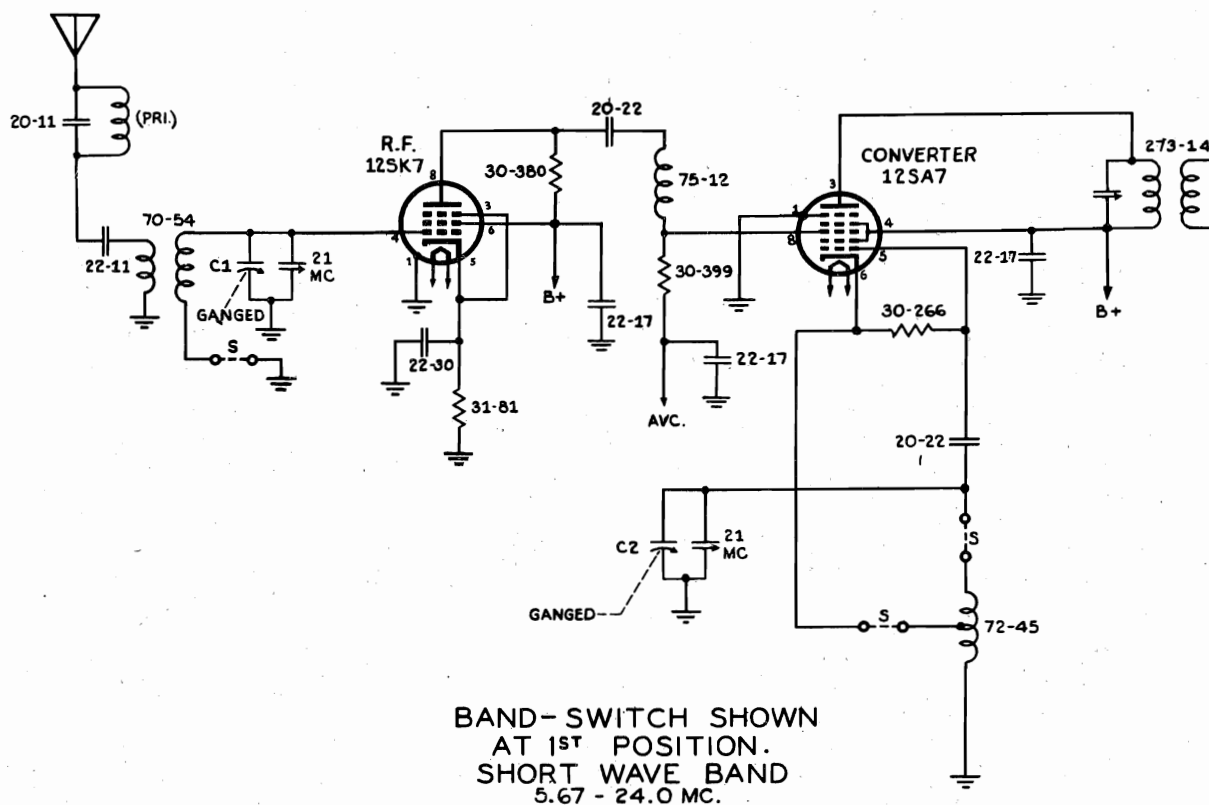 20-11
(PRI.)
22-11
70-54
C1
21
MC
GANGED
S
R.F.
12SK7
8
3
6
4
1
5
30-380
20-22
B+
22-17
22-30
31-81
75-12
30-399
22-17
AVC.
CONVERTER
12SA7
3
1
8
4
5
6
273-14
22-17
B+
30-266
20-22
C2
21
MC
GANGED
S
S
72-45
BAND-SWITCH SHOWN
AT 1ST POSITION.
SHORT WAVE BAND
5.67 - 24.0 MC.